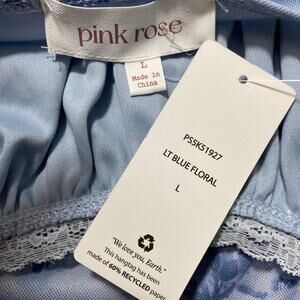 pink rose
L
Made in
China
PS5K51927
LT BLUE FLORAL
L
"We love you, Earth."
This hangtag has been
made of 60% RECYCLED paper